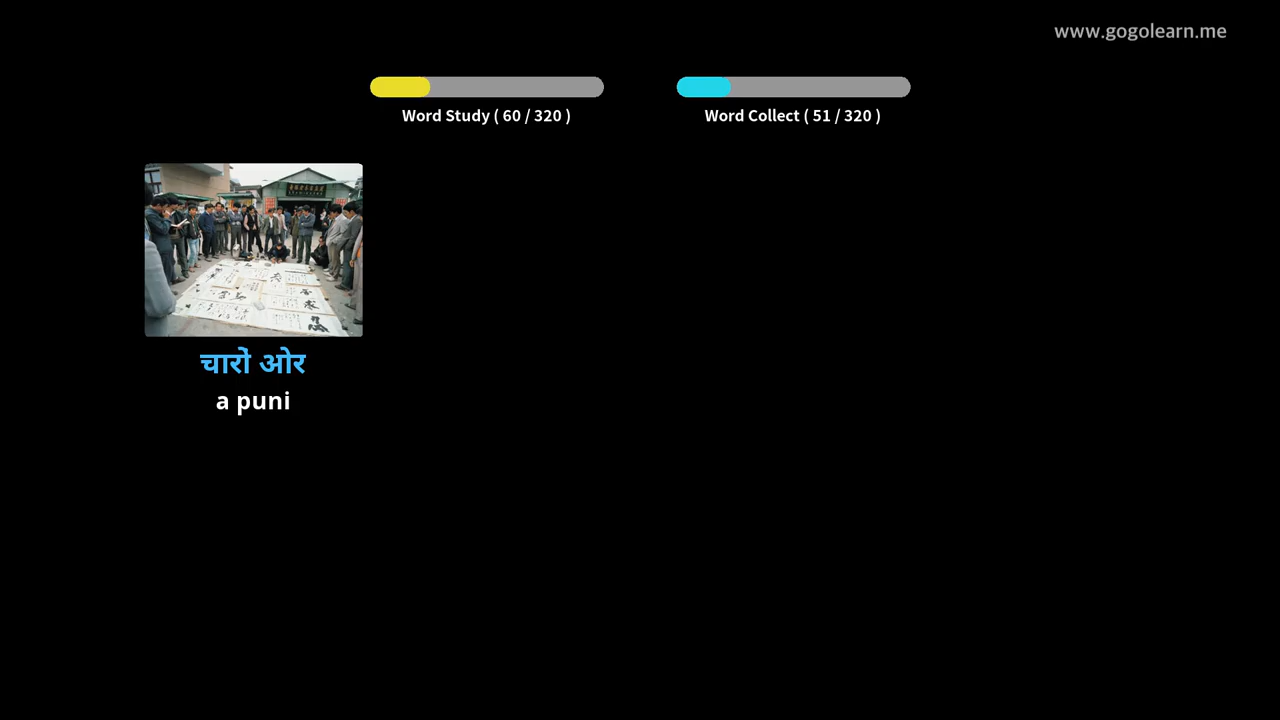 www.gogolearn.me
Word Study ( 60 / 320 )
Word Collect ( 51 / 320 )
चारों ओर
a puni